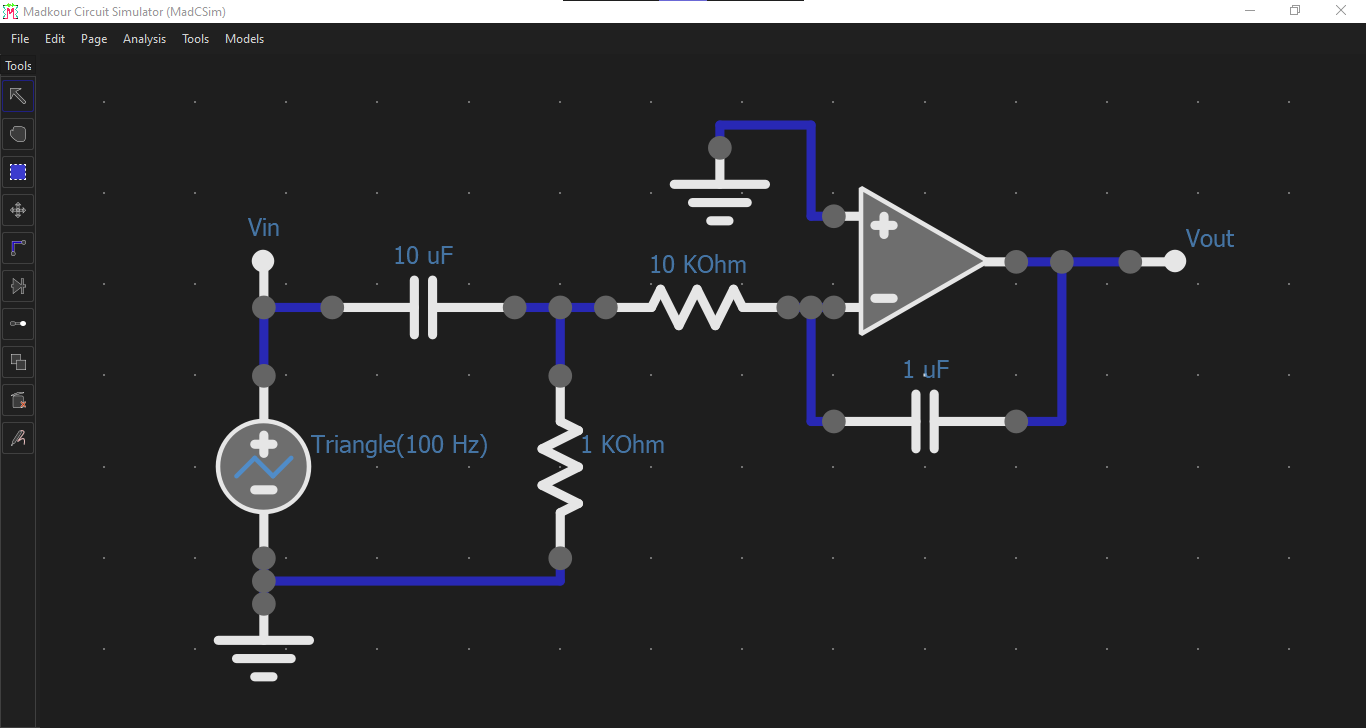 Madkour Circuit Simulator (MadCSim)
File Edit Page Analysis Tools Models
Tools
Vin
10 uF
10 KOhm
Vout
1 uF
Triangle(100 Hz)
1 KOhm